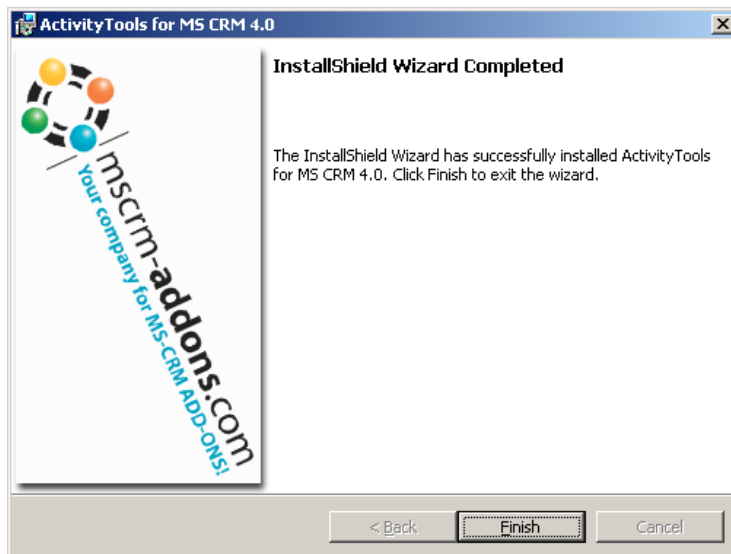 ActivityTools for MS CRM 4.0
InstallShield Wizard Completed
The InstallShield Wizard has successfully installed ActivityTools
for MS CRM 4.0. Click Finish to exit the wizard.
mscrm-addons.com
Your company for MS-CRM ADD-ONS!
< Back
Finish
Cancel